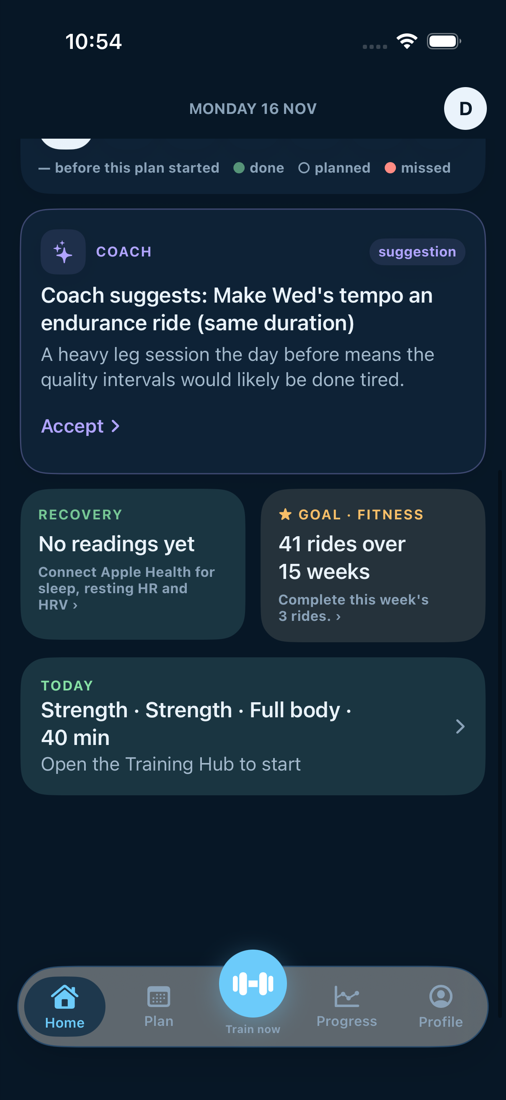 10:54
MONDAY 16 NOV
D
— before this plan started done planned missed
COACH
suggestion
Coach suggests: Make Wed's tempo an
endurance ride (same duration)
A heavy leg session the day before means the
quality intervals would likely be done tired.
Accept >
RECOVERY
No readings yet
Connect Apple Health for
sleep, resting HR and
HRV ›
★ GOAL · FITNESS
41 rides over
15 weeks
Complete this week's
3 rides. ›
TODAY
Strength · Strength · Full body ·
40 min
Open the Training Hub to start
Home
Plan
Train now
Progress
Profile